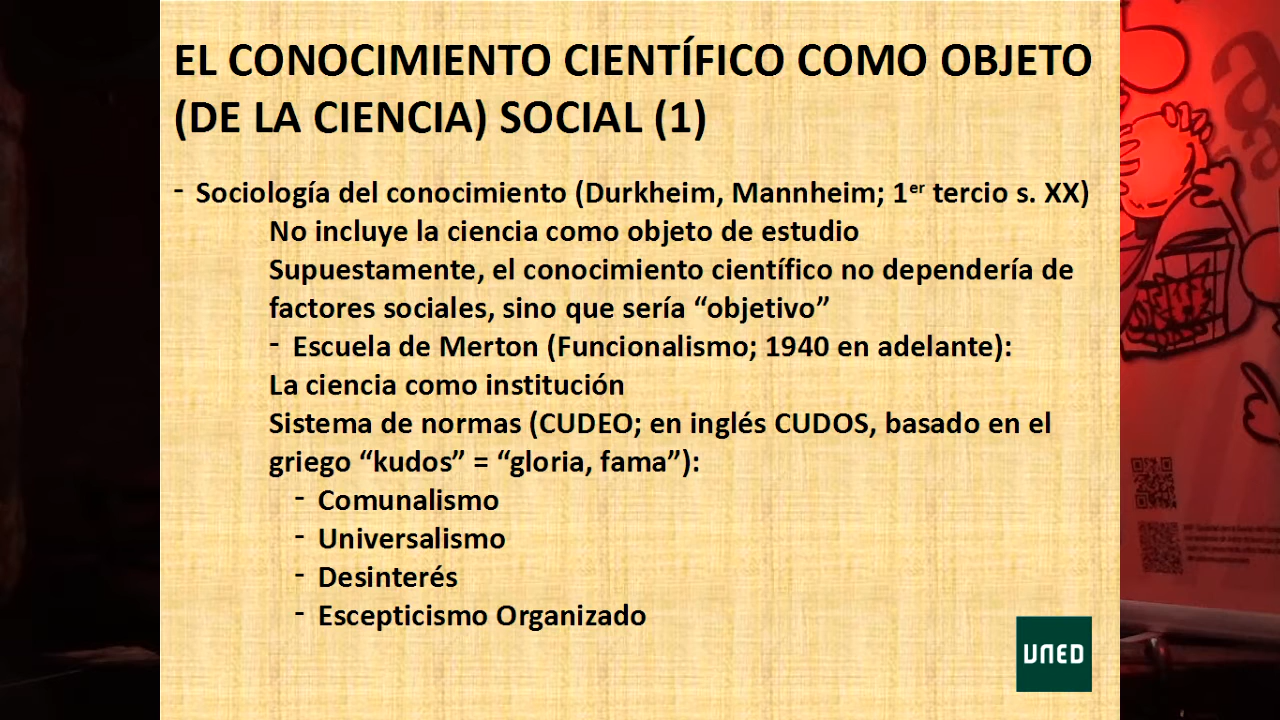 EL CONOCIMIENTO CIENTÍFICO COMO OBJETO
(DE LA CIENCIA) SOCIAL (1)
- Sociología del conocimiento (Durkheim, Mannheim; 1er tercio s. XX)
No incluye la ciencia como objeto de estudio
Supuestamente, el conocimiento científico no dependería de
factores sociales, sino que sería “objetivo”
- Escuela de Merton (Funcionalismo; 1940 en adelante):
La ciencia como institución
Sistema de normas (CUDEO; en inglés CUDOS, basado en el
griego “kudos” = “gloria, fama”):
- Comunalismo
- Universalismo
- Desinterés
- Escepticismo Organizado
UNED